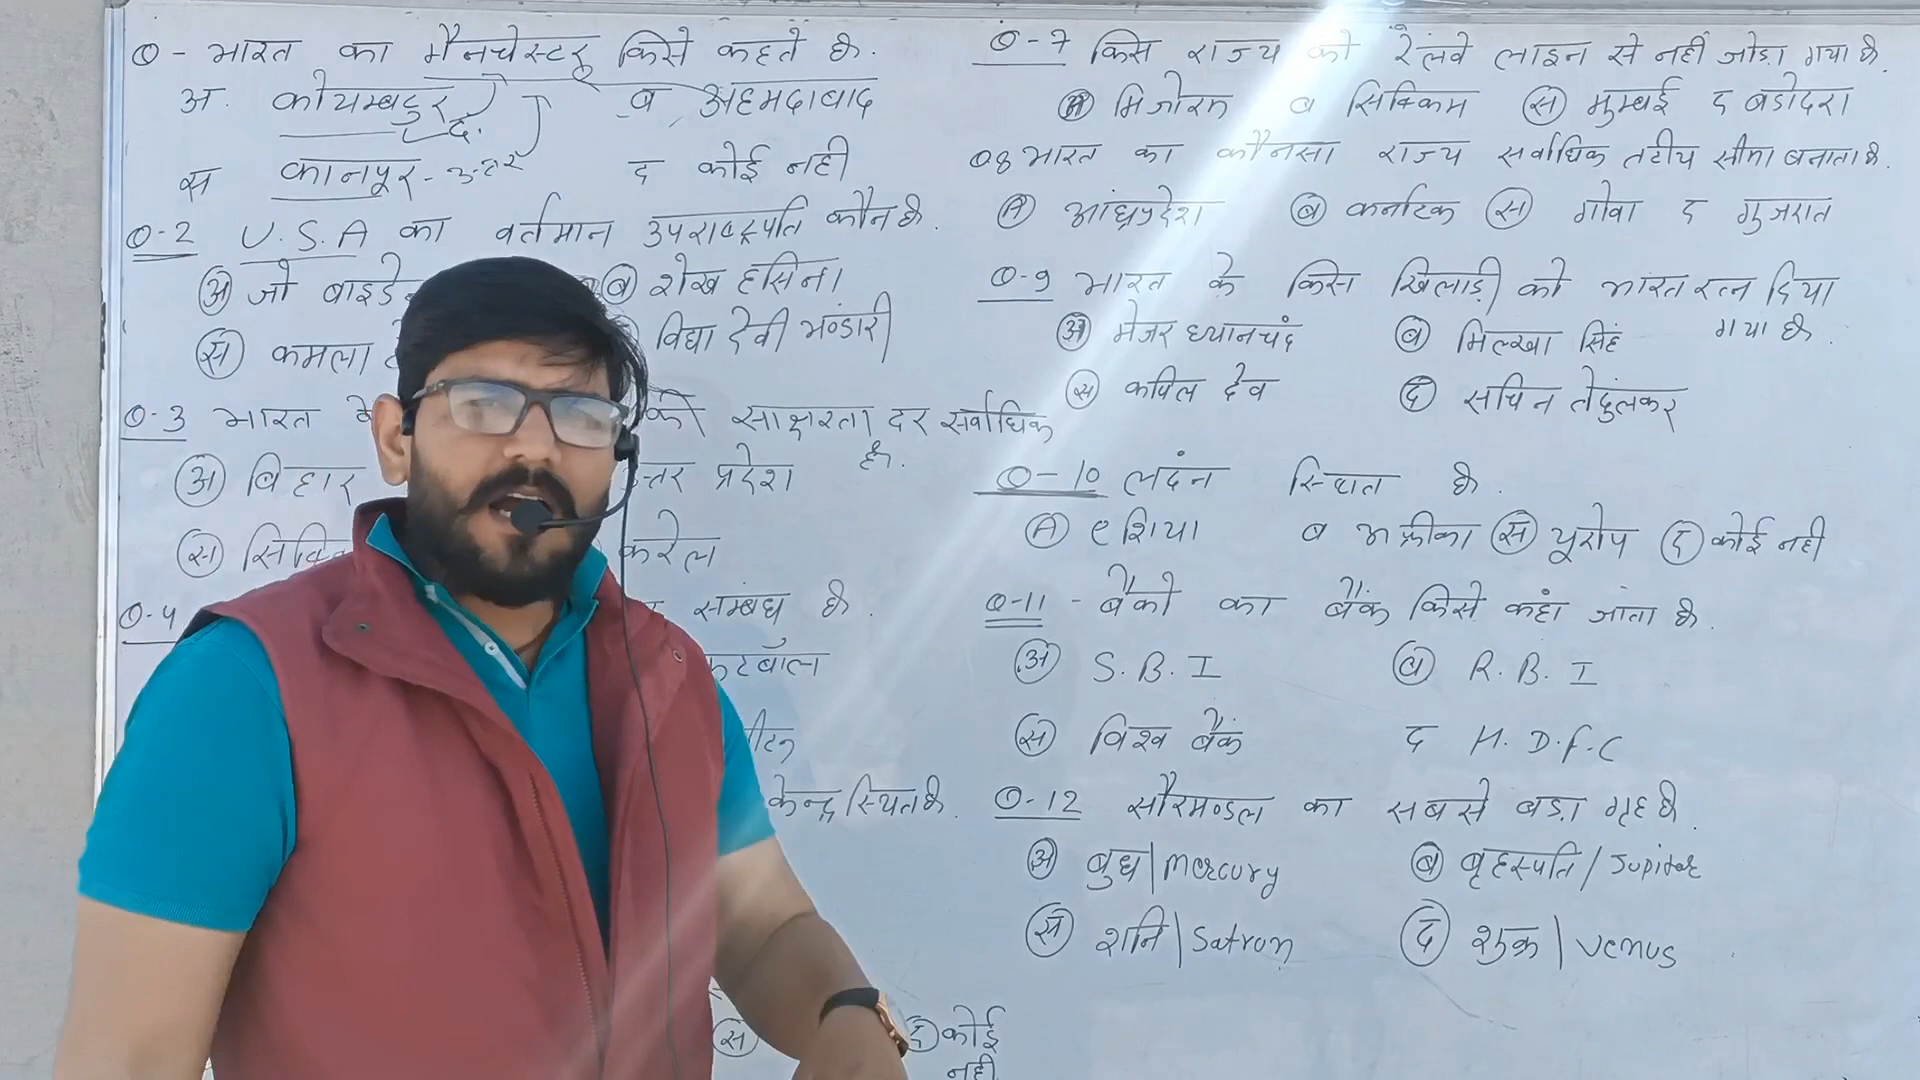 Q - भारत का मैनचेस्टर किसे कहते है.
अ. कोयम्बटुर द. ब अहमदाबाद
स कानपुर - उत्तर द कोई नही
Q-2 U.S.A का वर्तमान उपराष्ट्रपति कौन है.
अ जो बाइडे ब शेख हसिना
स कमला विद्या देवी भण्डारी
Q-3 भारत के की साक्षरता दर सर्वाधिक
है.
अ बिहार त्तर प्रदेश
स सिक्कि करेल
Q-4 सम्बध है.
फुटबॉल
केन्द्र स्थित है.
स द कोई
नही
Q-7 किस राज्य को रेलवे लाइन से नहीं जोड़ा गया है.
अ मिजोरम ब सिक्किम स मुम्बई द बडोदरा
Q8 भारत का कौनसा राज्य सर्वाधिक तटीय सीमा बनाता है.
A आंध्रप्रदेश ब कर्नाटक स गोवा द गुजरात
Q-9 भारत के किस खिलाड़ी को भारत रत्न दिया
गया है.
अ मेजर ध्यानचंद ब मिल्खा सिंह
स कपिल देव द सचिन तेदुंलकर
Q-10 लदंन स्थित है.
A एशिया ब अफ्रीका स यूरोप द कोई नही
Q-11 - बैंको का बैंक किसे कहां जाता है.
अ S.B.I ब R.B.I
स विश्व बैंक द H.D.F.C
Q-12 सौरमण्डल का सबसे बड़ा गृह है.
अ बुध|Mercury ब बृहस्पति/Jupiter
स शनि|Satrun द शुक्र|Venus